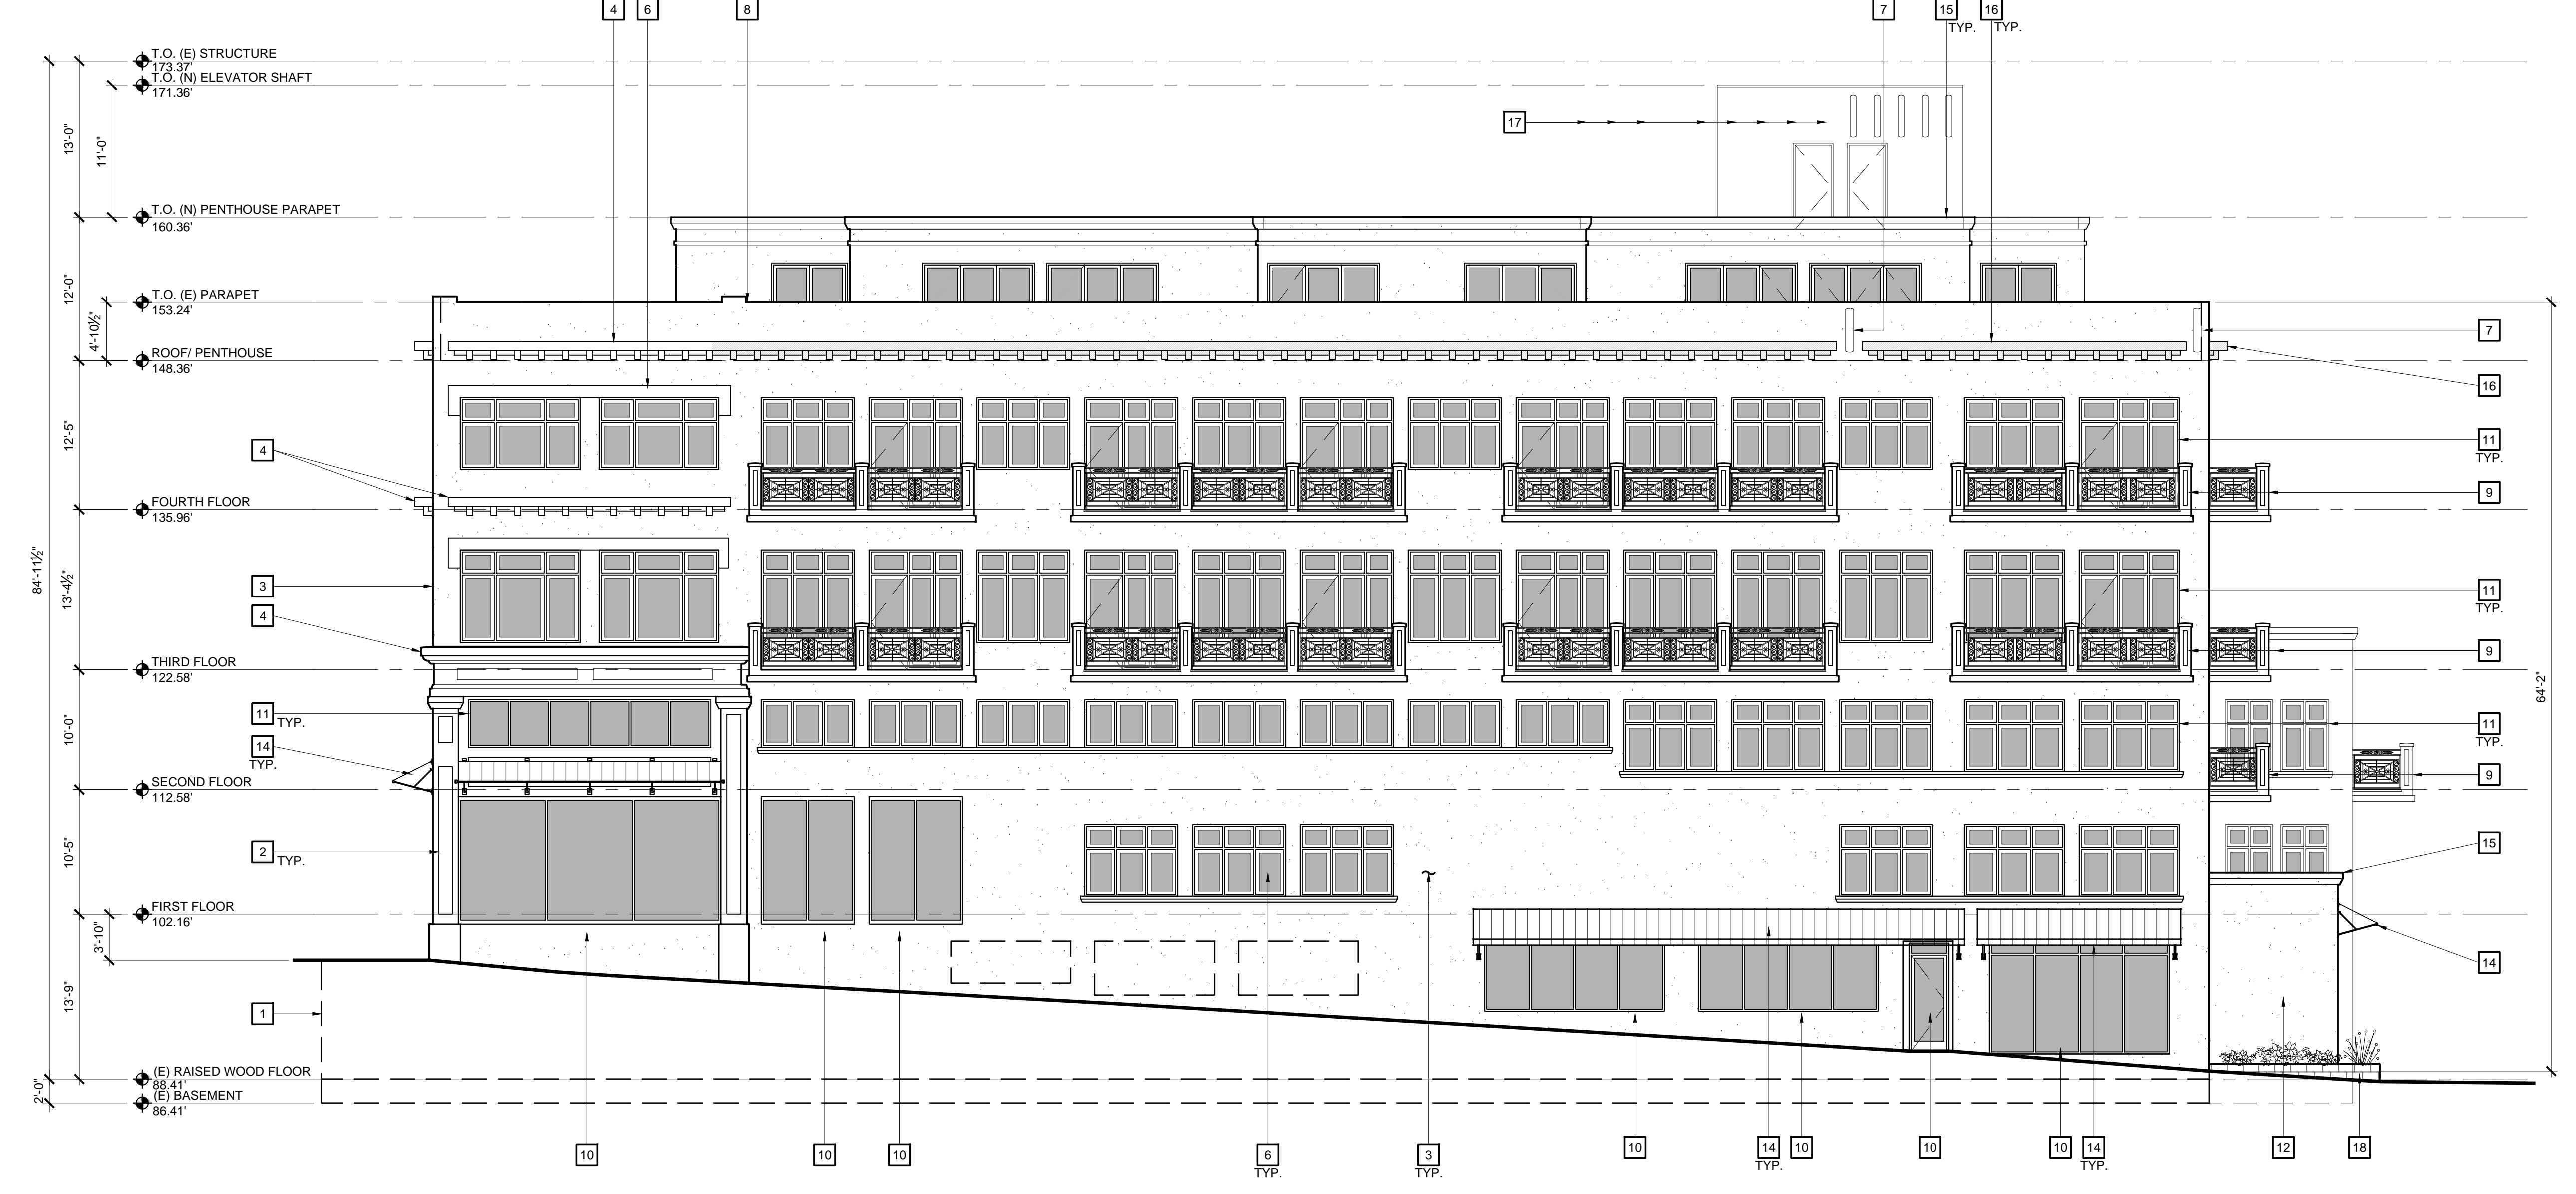 4
6
8
7
15
TYP.
16
TYP.
T.O. (E) STRUCTURE
173.37'
T.O. (N) ELEVATOR SHAFT
171.36'
13'-0"
11'-0"
17
T.O. (N) PENTHOUSE PARAPET
160.36'
12'-0"
T.O. (E) PARAPET
153.24'
4'-10½"
7
ROOF/ PENTHOUSE
148.36'
16
12'-5"
4
11
TYP.
FOURTH FLOOR
135.96'
9
84'-11½"
13'-4½"
3
11
TYP.
4
THIRD FLOOR
122.58'
9
64'-2"
11
TYP.
10'-0"
14
TYP.
11
TYP.
SECOND FLOOR
112.58'
9
10'-5"
2
TYP.
15
FIRST FLOOR
102.16'
3'-10"
14
13'-9"
1
(E) RAISED WOOD FLOOR
88.41'
2'-0"
(E) BASEMENT
86.41'
10
10
10
6
TYP.
3
TYP.
10
14
TYP.
10
10
10
14
TYP.
12
18